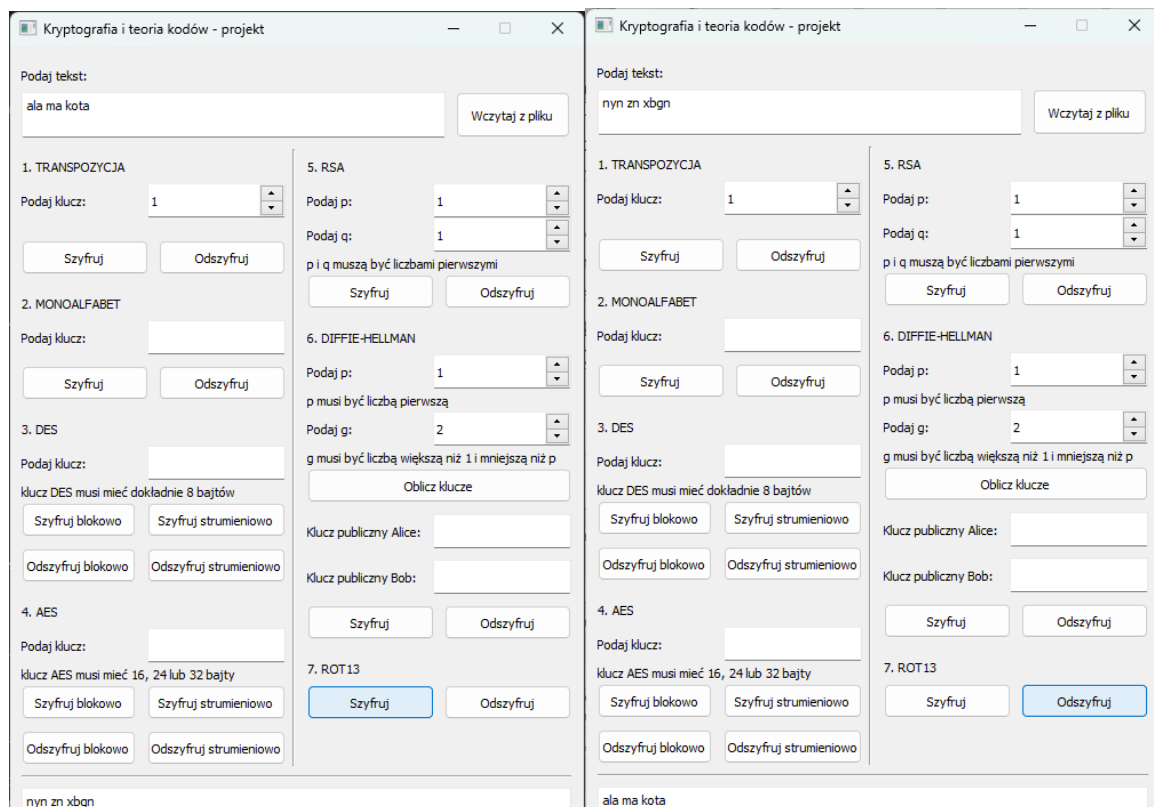 Kryptografia i teoria kodów - projekt
Podaj tekst:
ala ma kota
Wczytaj z pliku
1. TRANSPOZYCJA
Podaj klucz: 1
Szyfruj Odszyfruj
2. MONOALFABET
Podaj klucz:
Szyfruj Odszyfruj
3. DES
Podaj klucz:
klucz DES musi mieć dokładnie 8 bajtów
Szyfruj blokowo Szyfruj strumieniowo
Odszyfruj blokowo Odszyfruj strumieniowo
4. AES
Podaj klucz:
klucz AES musi mieć 16, 24 lub 32 bajty
Szyfruj blokowo Szyfruj strumieniowo
Odszyfruj blokowo Odszyfruj strumieniowo
5. RSA
Podaj p: 1
Podaj q: 1
p i q muszą być liczbami pierwszymi
Szyfruj Odszyfruj
6. DIFFIE-HELLMAN
Podaj p: 1
p musi być liczbą pierwszą
Podaj g: 2
g musi być liczbą większą niż 1 i mniejszą niż p
Oblicz klucze
Klucz publiczny Alice:
Klucz publiczny Bob:
Szyfruj Odszyfruj
7. ROT13
Szyfruj Odszyfruj
nyn zn xbgn
Kryptografia i teoria kodów - projekt
Podaj tekst:
nyn zn xbgn
Wczytaj z pliku
1. TRANSPOZYCJA
Podaj klucz: 1
Szyfruj Odszyfruj
2. MONOALFABET
Podaj klucz:
Szyfruj Odszyfruj
3. DES
Podaj klucz:
klucz DES musi mieć dokładnie 8 bajtów
Szyfruj blokowo Szyfruj strumieniowo
Odszyfruj blokowo Odszyfruj strumieniowo
4. AES
Podaj klucz:
klucz AES musi mieć 16, 24 lub 32 bajty
Szyfruj blokowo Szyfruj strumieniowo
Odszyfruj blokowo Odszyfruj strumieniowo
5. RSA
Podaj p: 1
Podaj q: 1
p i q muszą być liczbami pierwszymi
Szyfruj Odszyfruj
6. DIFFIE-HELLMAN
Podaj p: 1
p musi być liczbą pierwszą
Podaj g: 2
g musi być liczbą większą niż 1 i mniejszą niż p
Oblicz klucze
Klucz publiczny Alice:
Klucz publiczny Bob:
Szyfruj Odszyfruj
7. ROT13
Szyfruj Odszyfruj
ala ma kota